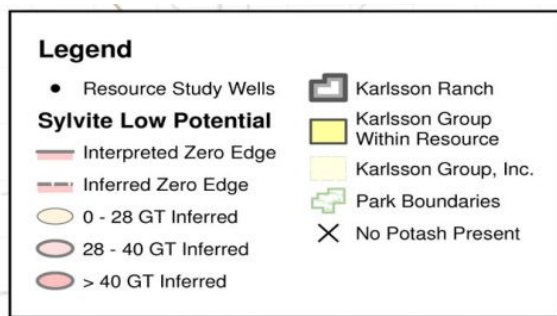 Legend
Resource Study Wells
Sylvite Low Potential
Interpreted Zero Edge
Inferred Zero Edge
0 - 28 GT Inferred
28 - 40 GT Inferred
> 40 GT Inferred
Karlsson Ranch
Karlsson Group
Within Resource
Karlsson Group, Inc.
Park Boundaries
No Potash Present